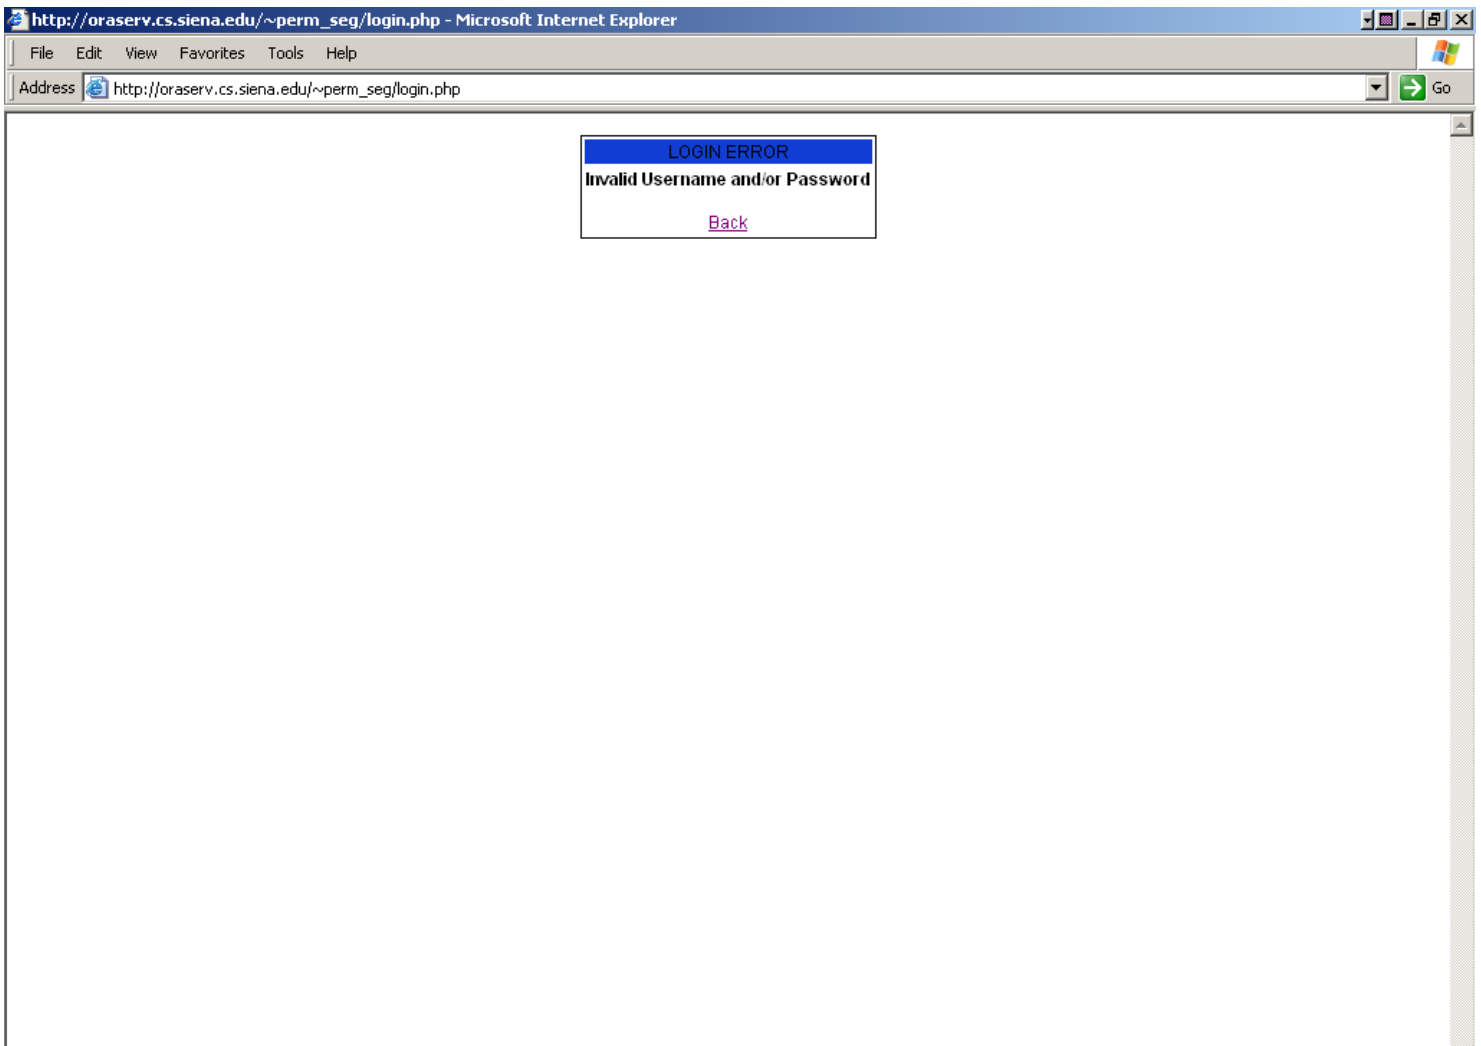 http://oraserv.cs.siena.edu/~perm_seg/login.php - Microsoft Internet Explorer
File Edit View Favorites Tools Help
Address http://oraserv.cs.siena.edu/~perm_seg/login.php Go
LOGIN ERROR
Invalid Username and/or Password
Back